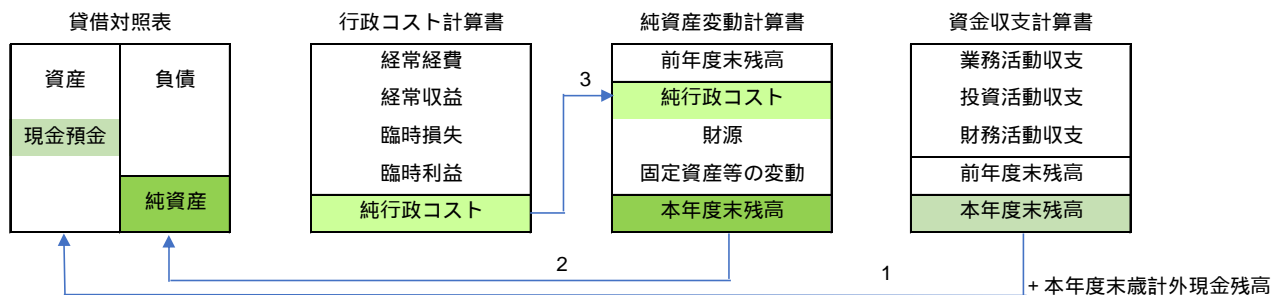 貸借対照表
資産
負債
現金預金
純資産
行政コスト計算書
経常経費
経常収益
臨時損失
臨時利益
純行政コスト
3
純資産変動計算書
前年度末残高
純行政コスト
財源
固定資産等の変動
本年度末残高
資金収支計算書
業務活動収支
投資活動収支
財務活動収支
前年度末残高
本年度末残高
2
1
+ 本年度末歳計外現金残高